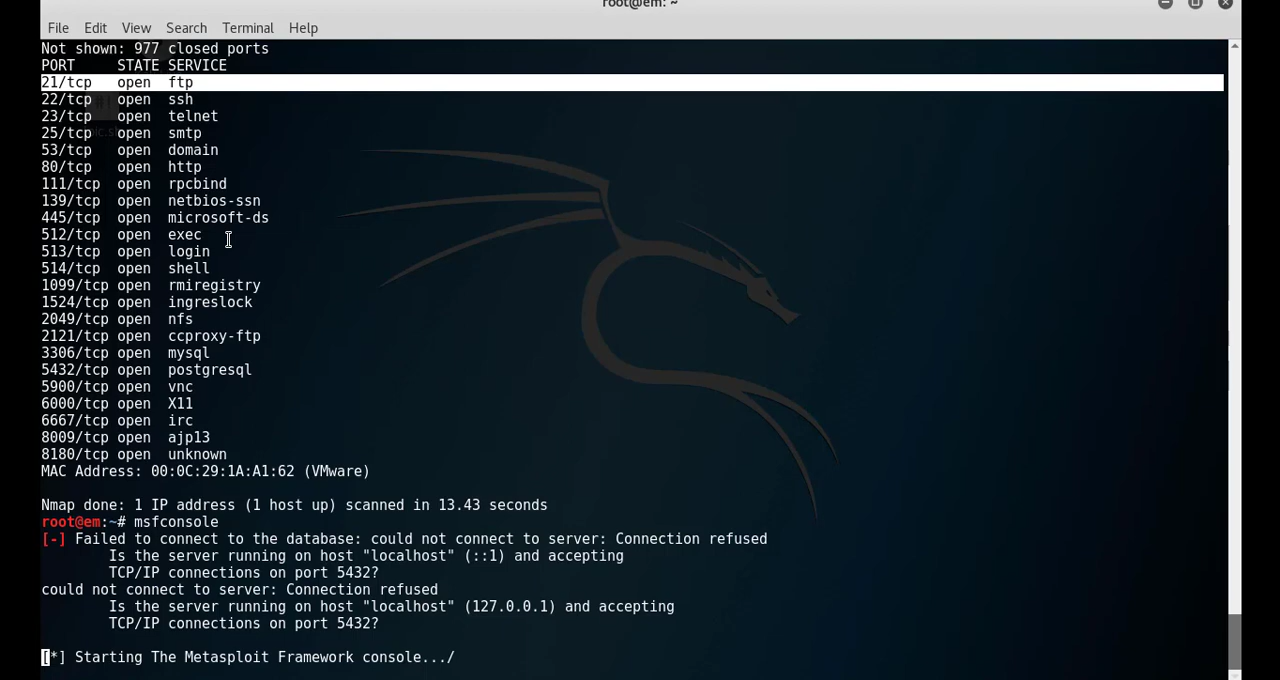 root@em: ~
File Edit View Search Terminal Help
Not shown: 977 closed ports
PORT STATE SERVICE
21/tcp open ftp
22/tcp open ssh
23/tcp open telnet
25/tcp open smtp
53/tcp open domain
80/tcp open http
111/tcp open rpcbind
139/tcp open netbios-ssn
445/tcp open microsoft-ds
512/tcp open exec
513/tcp open login
514/tcp open shell
1099/tcp open rmiregistry
1524/tcp open ingreslock
2049/tcp open nfs
2121/tcp open ccproxy-ftp
3306/tcp open mysql
5432/tcp open postgresql
5900/tcp open vnc
6000/tcp open X11
6667/tcp open irc
8009/tcp open ajp13
8180/tcp open unknown
MAC Address: 00:0C:29:1A:A1:62 (VMware)
Nmap done: 1 IP address (1 host up) scanned in 13.43 seconds
root@em:~# msfconsole
[-] Failed to connect to the database: could not connect to server: Connection refused
Is the server running on host "localhost" (::1) and accepting
TCP/IP connections on port 5432?
could not connect to server: Connection refused
Is the server running on host "localhost" (127.0.0.1) and accepting
TCP/IP connections on port 5432?
[*] Starting The Metasploit Framework console.../